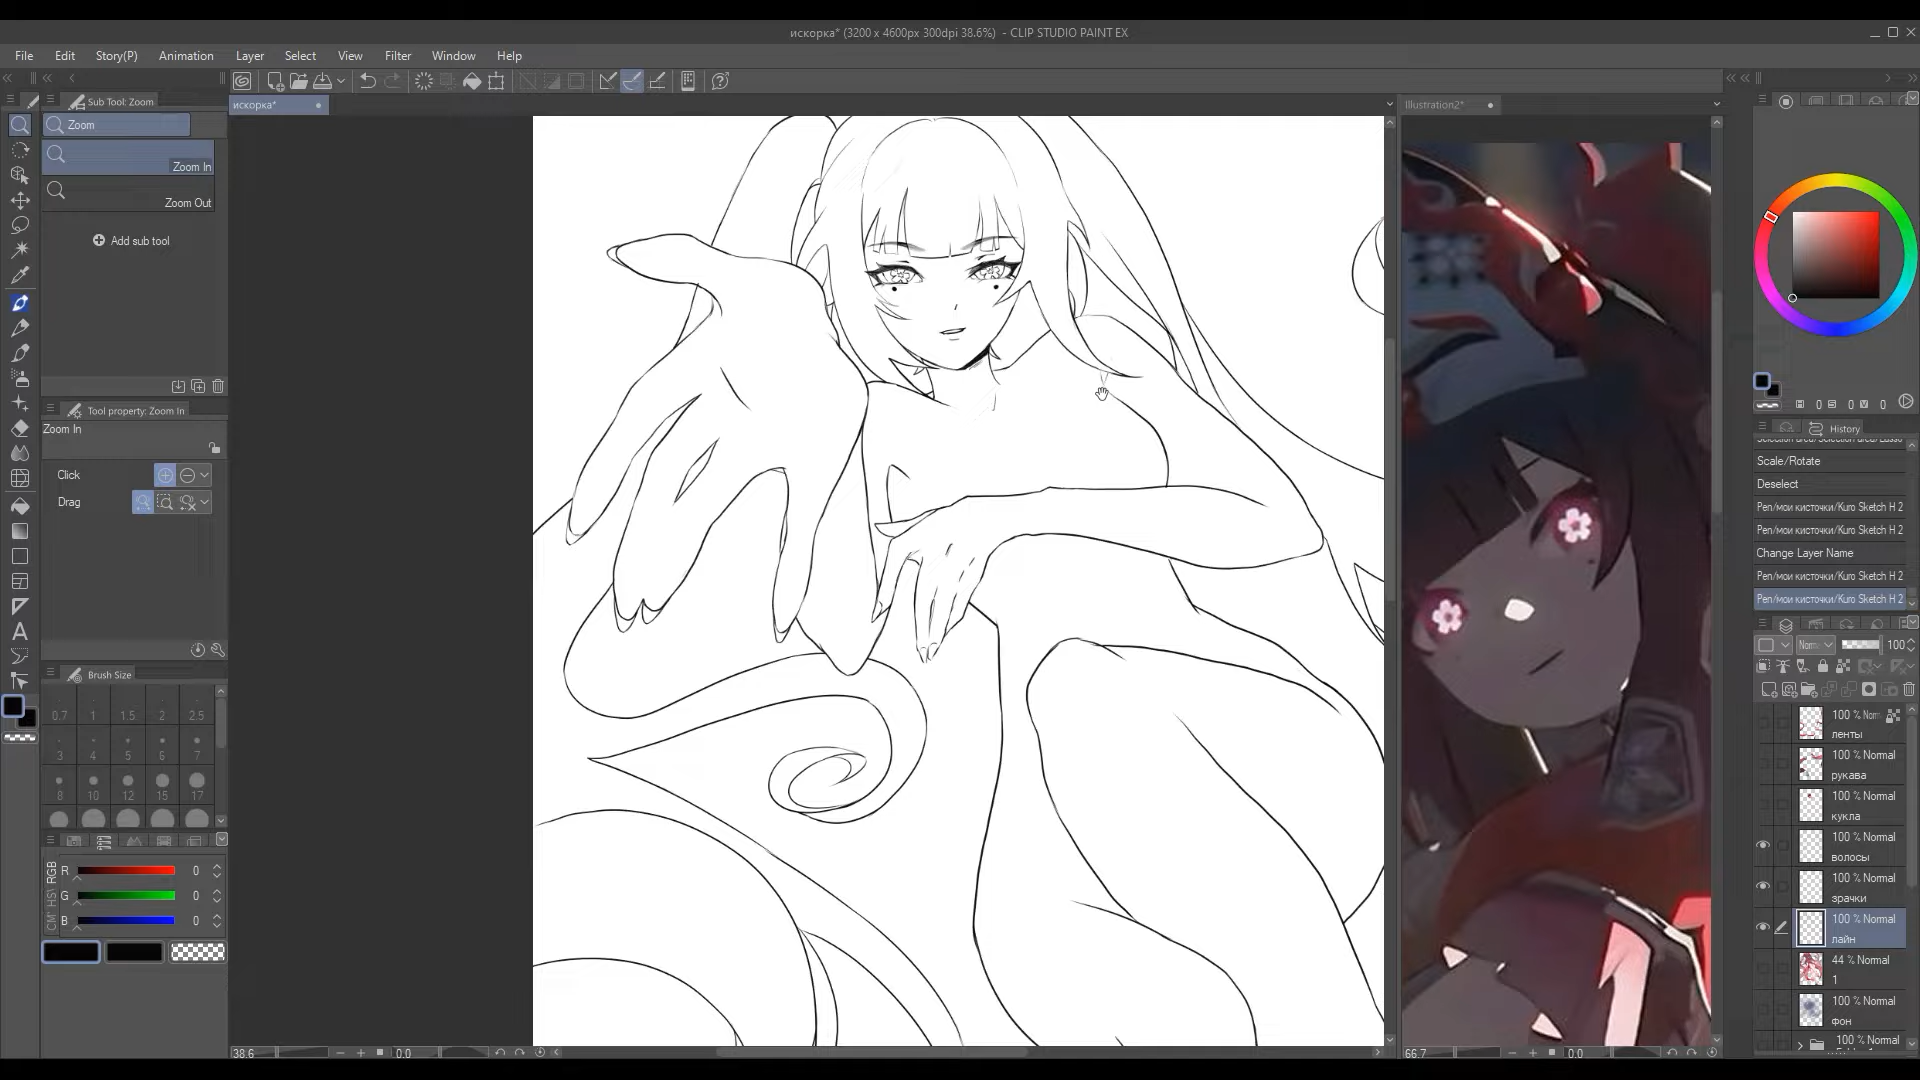 искорка* (3200 x 4600px 300dpi 38.6%)  - CLIP STUDIO PAINT EX
File Edit Story(P) Animation Layer Select View Filter Window Help
Sub Tool: Zoom
искорка*
Illustration2*
Zoom
Zoom In
Zoom Out
Add sub tool
Tool property: Zoom In
Zoom In
Click
Drag
Brush Size
0.7 1 1.5 2 2.5
3 4 5 6 7
8 10 12 15 17
RGB
R 0
G 0
B 0
38.6 0.0
66.7 0.0
0 0 0
History
Scale/Rotate
Deselect
Pen/мои кисточки/Kuro Sketch H 2
Pen/мои кисточки/Kuro Sketch H 2
Change Layer Name
Pen/мои кисточки/Kuro Sketch H 2
Pen/мои кисточки/Kuro Sketch H 2
100
100 %
ленты
100 % Normal
рукава
100 % Normal
кукла
100 % Normal
волосы
100 % Normal
зрачки
100 % Normal
лайн
44 % Normal
1
100 % Normal
фон
100 % Normal